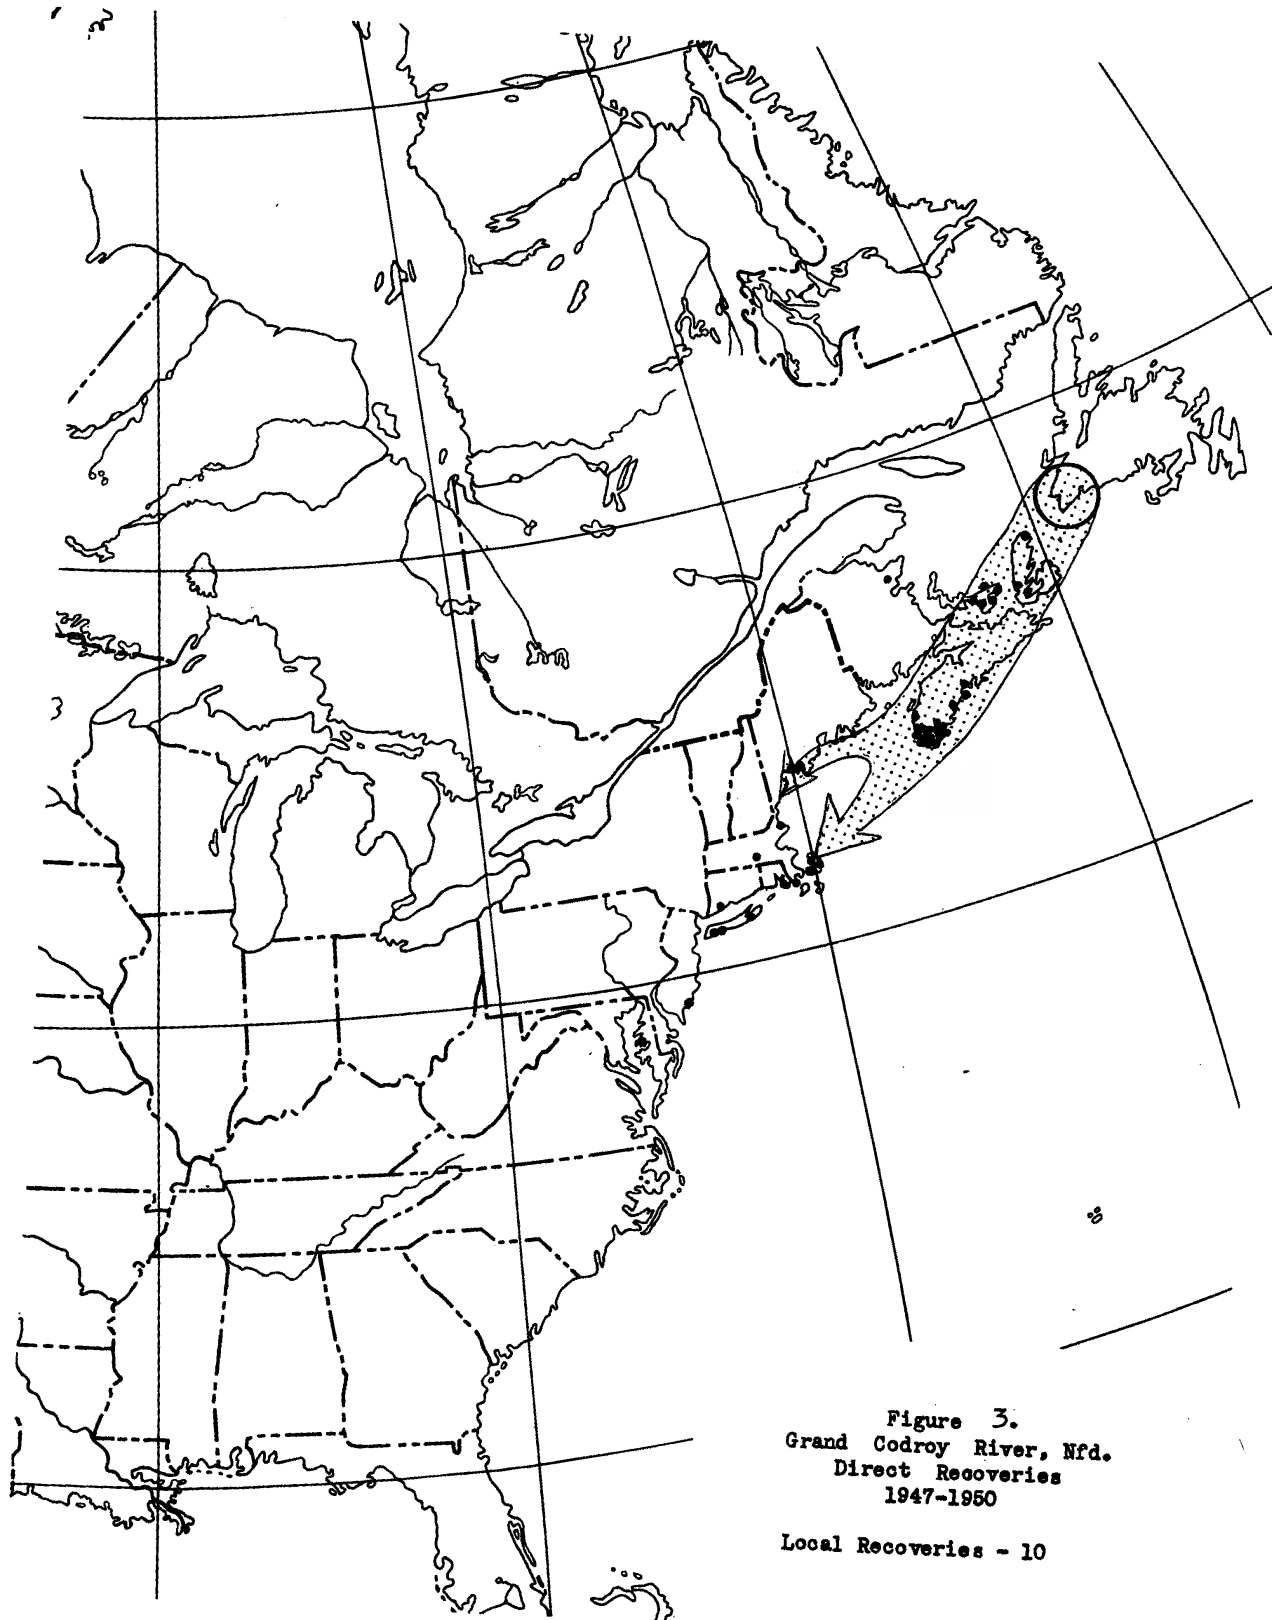 Figure 3.
Grand Codroy River, Nfd.
Direct Recoveries
1947-1950
Local Recoveries - 10